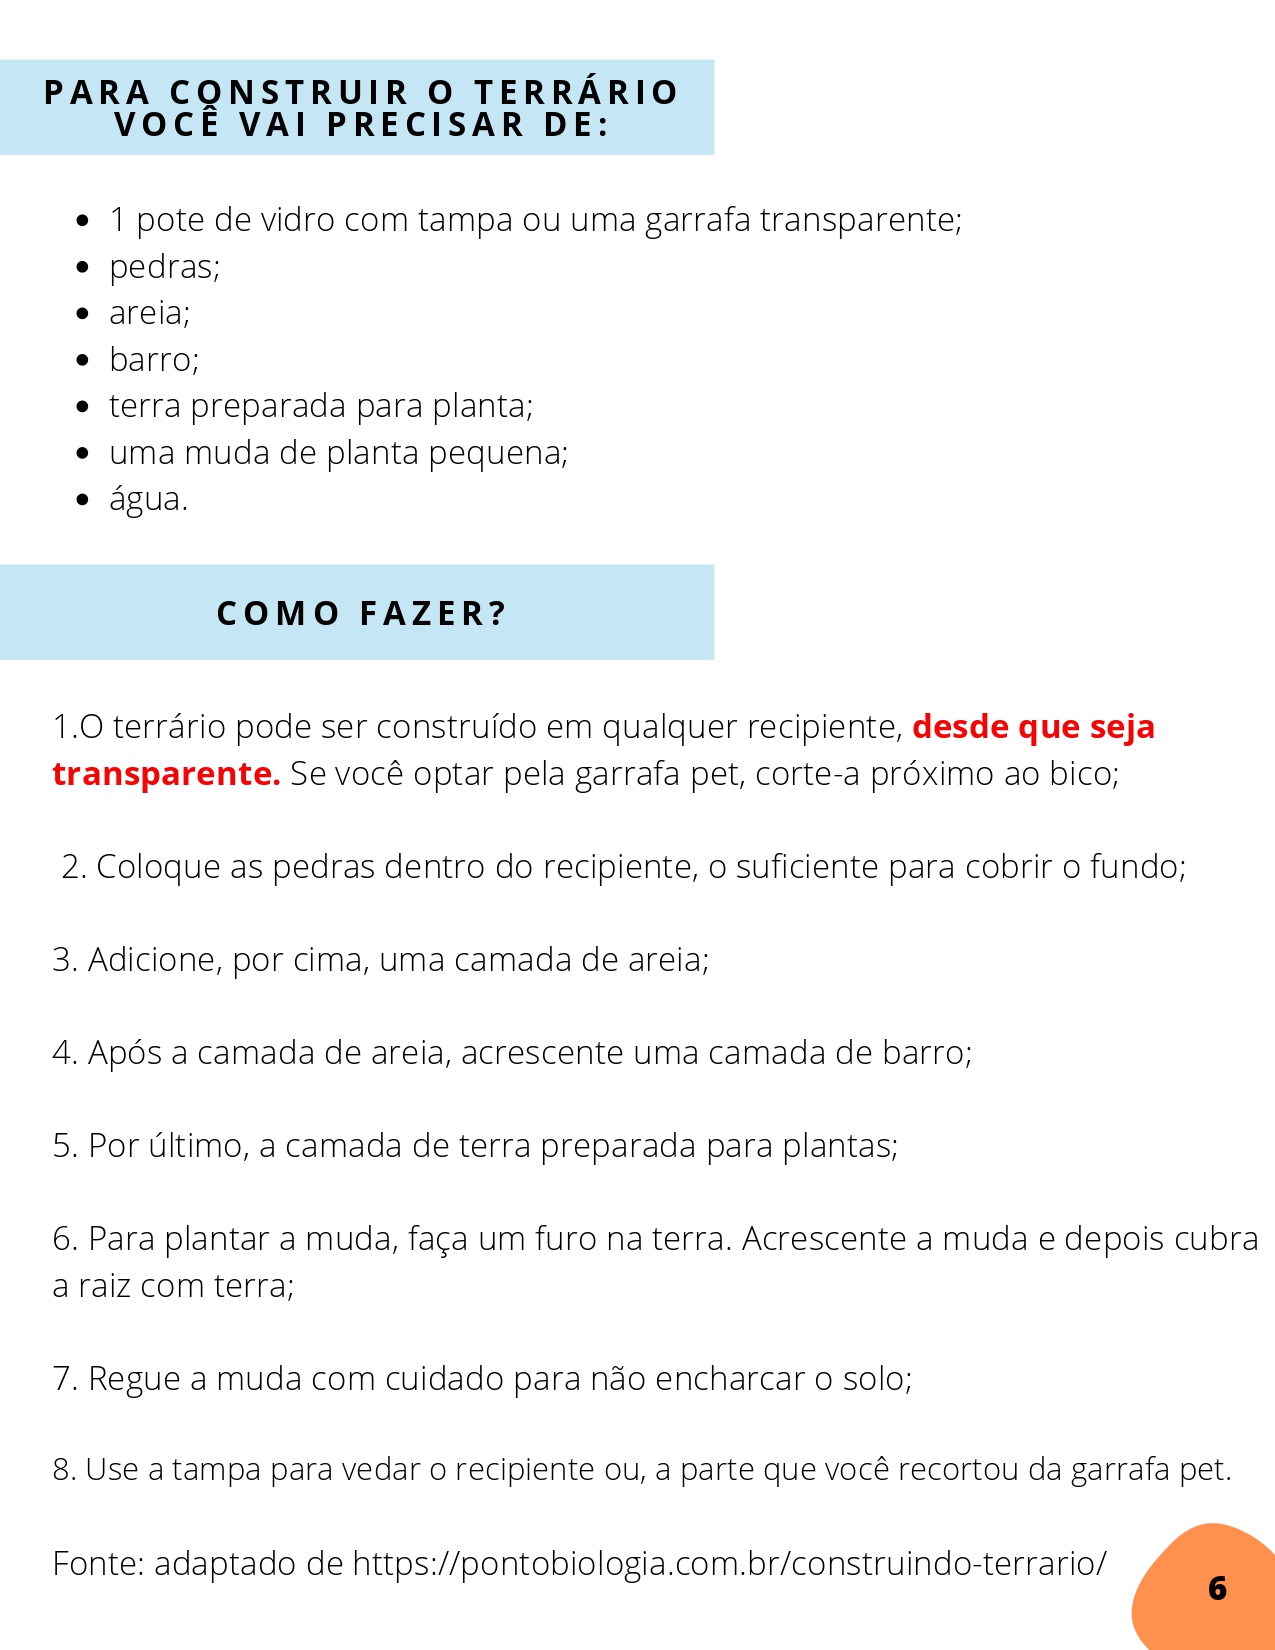 PARA CONSTRUIR O TERRÁRIO
VOCÊ VAI PRECISAR DE:
• 1 pote de vidro com tampa ou uma garrafa transparente;
• pedras;
• areia;
• barro;
• terra preparada para planta;
• uma muda de planta pequena;
• água.
COMO FAZER?
1.O terrário pode ser construído em qualquer recipiente, desde que seja
transparente. Se você optar pela garrafa pet, corte-a próximo ao bico;
2. Coloque as pedras dentro do recipiente, o suficiente para cobrir o fundo;
3. Adicione, por cima, uma camada de areia;
4. Após a camada de areia, acrescente uma camada de barro;
5. Por último, a camada de terra preparada para plantas;
6. Para plantar a muda, faça um furo na terra. Acrescente a muda e depois cubra
a raiz com terra;
7. Regue a muda com cuidado para não encharcar o solo;
8. Use a tampa para vedar o recipiente ou, a parte que você recortou da garrafa pet.
Fonte: adaptado de https://pontobiologia.com.br/construindo-terrario/
6